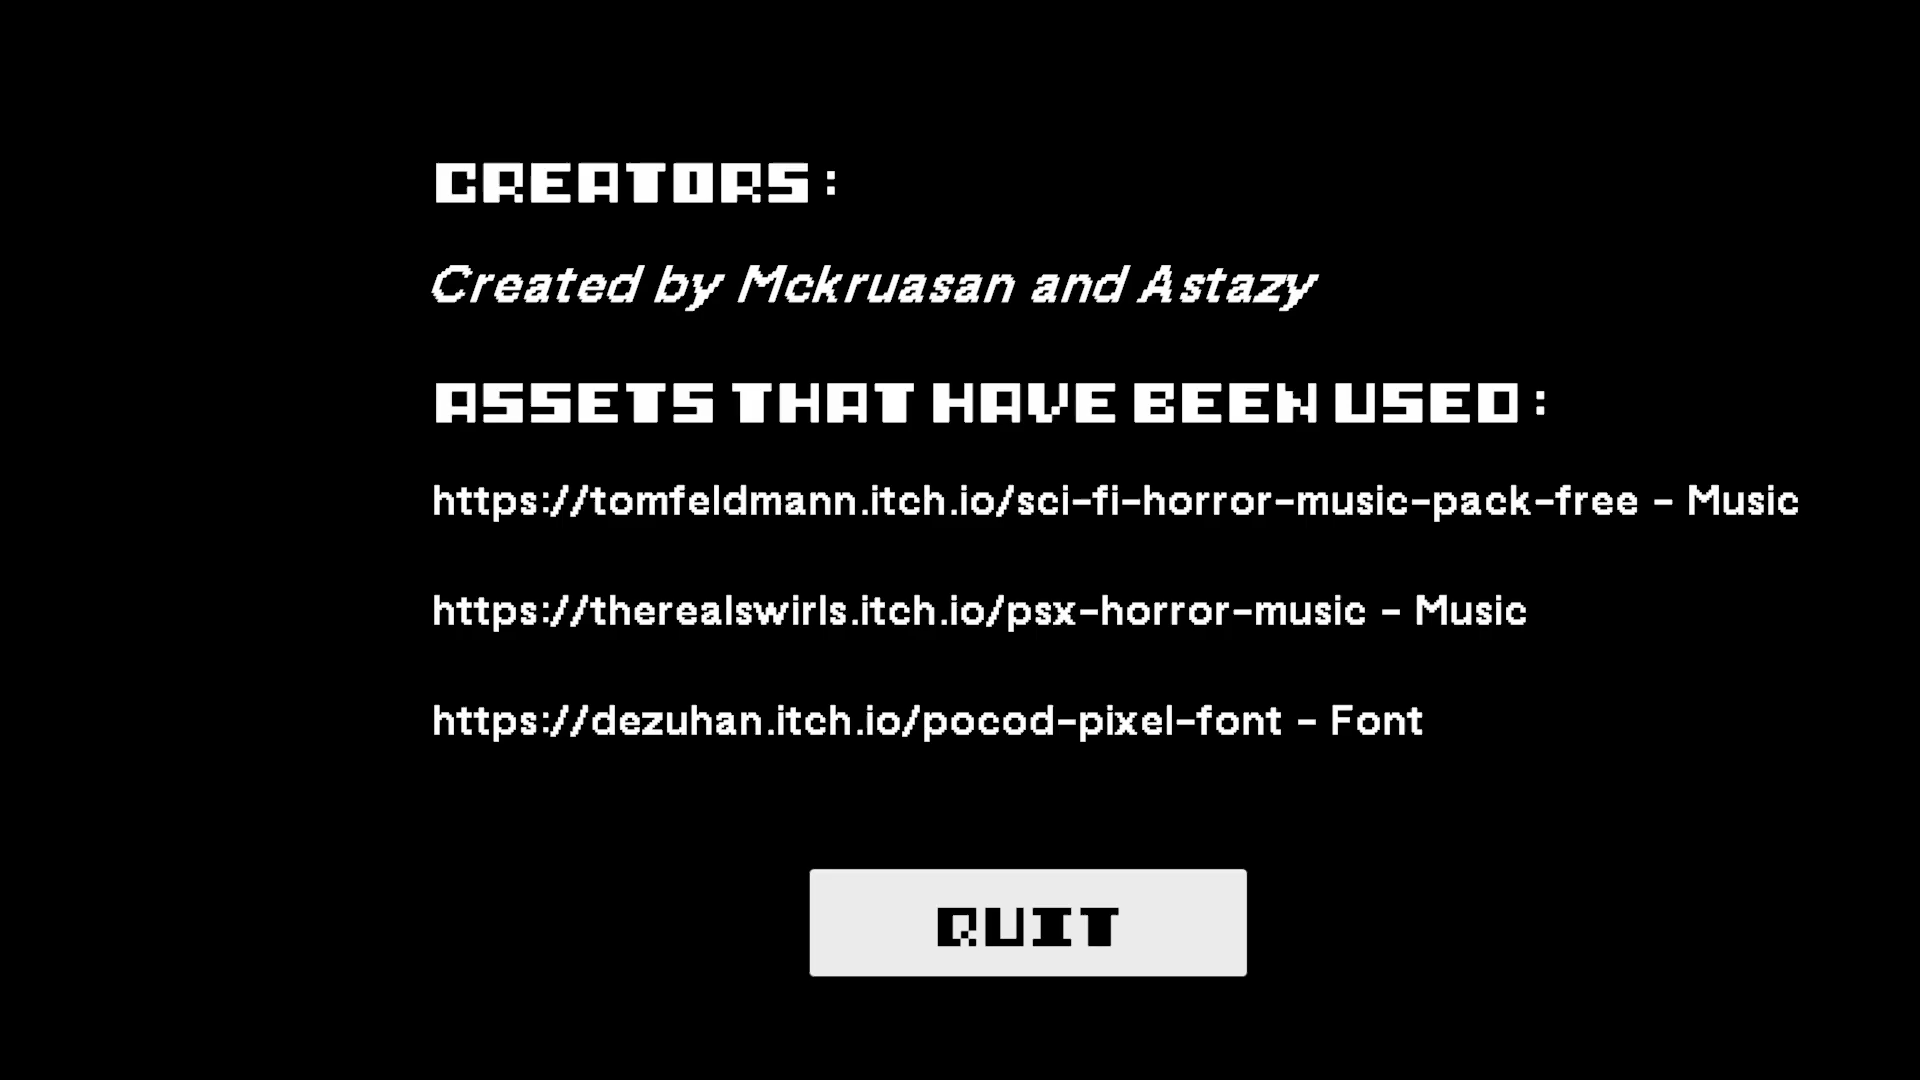 CREATORS:
Created by Mckruasan and Astazy
ASSETS THAT HAVE BEEN USED:
https://tomfeldmann.itch.io/sci-fi-horror-music-pack-free - Music
https://therealswirls.itch.io/psx-horror-music - Music
https://dezuhan.itch.io/pocod-pixel-font - Font
QUIT